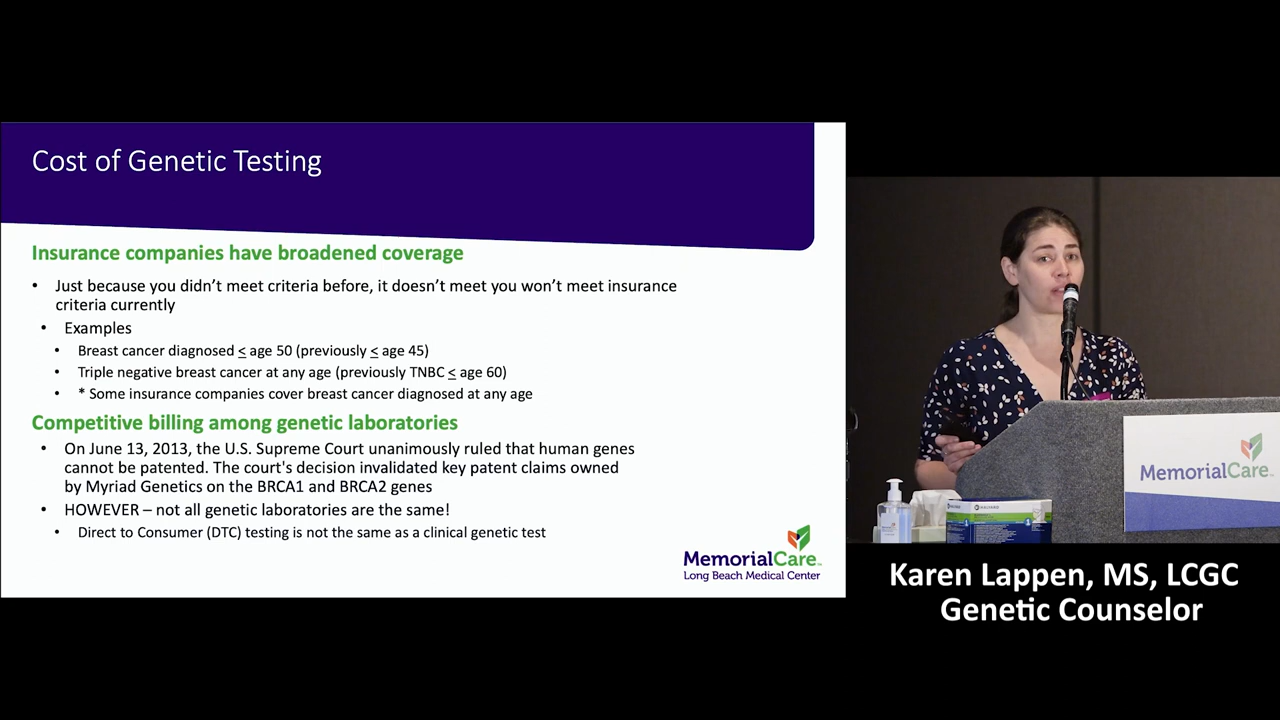 Cost of Genetic Testing
Insurance companies have broadened coverage
• Just because you didn't meet criteria before, it doesn't meet you won't meet insurance
criteria currently
• Examples
• Breast cancer diagnosed < age 50 (previously < age 45)
• Triple negative breast cancer at any age (previously TNBC < age 60)
• * Some insurance companies cover breast cancer diagnosed at any age
Competitive billing among genetic laboratories
• On June 13, 2013, the U.S. Supreme Court unanimously ruled that human genes
cannot be patented. The court's decision invalidated key patent claims owned
by Myriad Genetics on the BRCA1 and BRCA2 genes
• HOWEVER – not all genetic laboratories are the same!
• Direct to Consumer (DTC) testing is not the same as a clinical genetic test
MemorialCare
Long Beach Medical Center
MemorialCare
HALYARD
Karen Lappen, MS, LCGC
Genetic Counselor